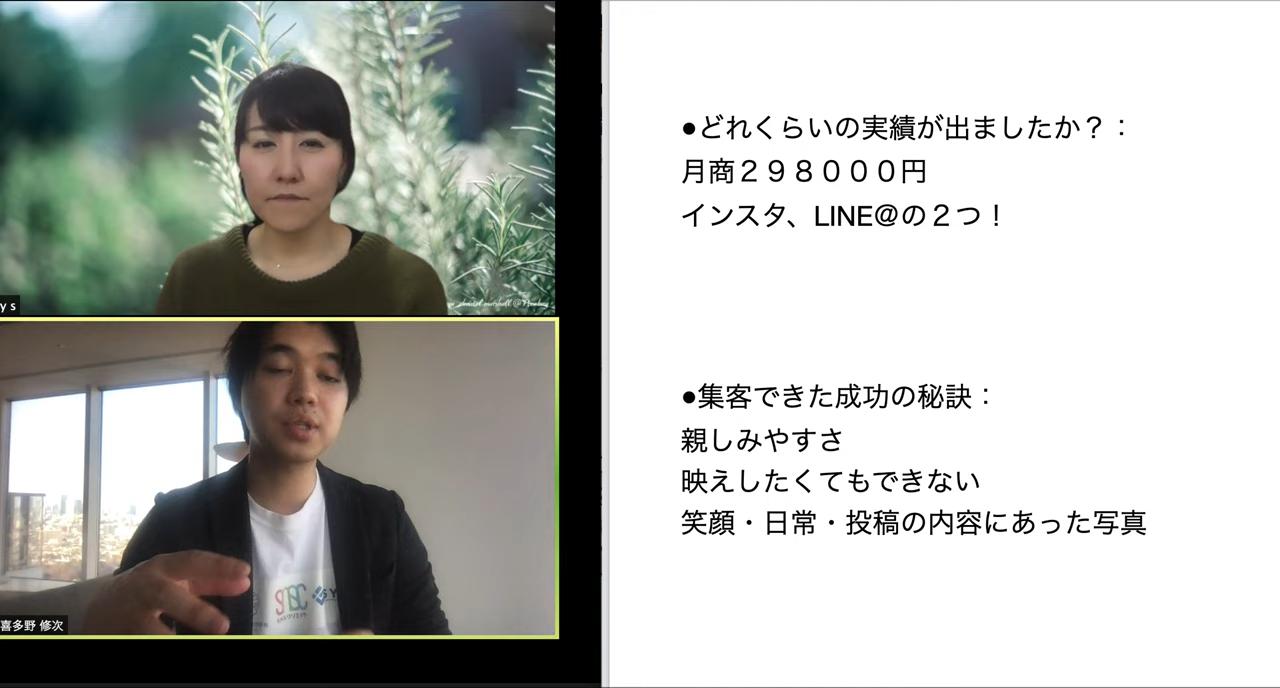 y s
喜多野 修次
SBC
SY
●どれくらいの実績が出ましたか？：
月商２９８０００円
インスタ、LINE@の２つ！
●集客できた成功の秘訣：
親しみやすさ
映えしたくてもできない
笑顔・日常・投稿の内容にあった写真